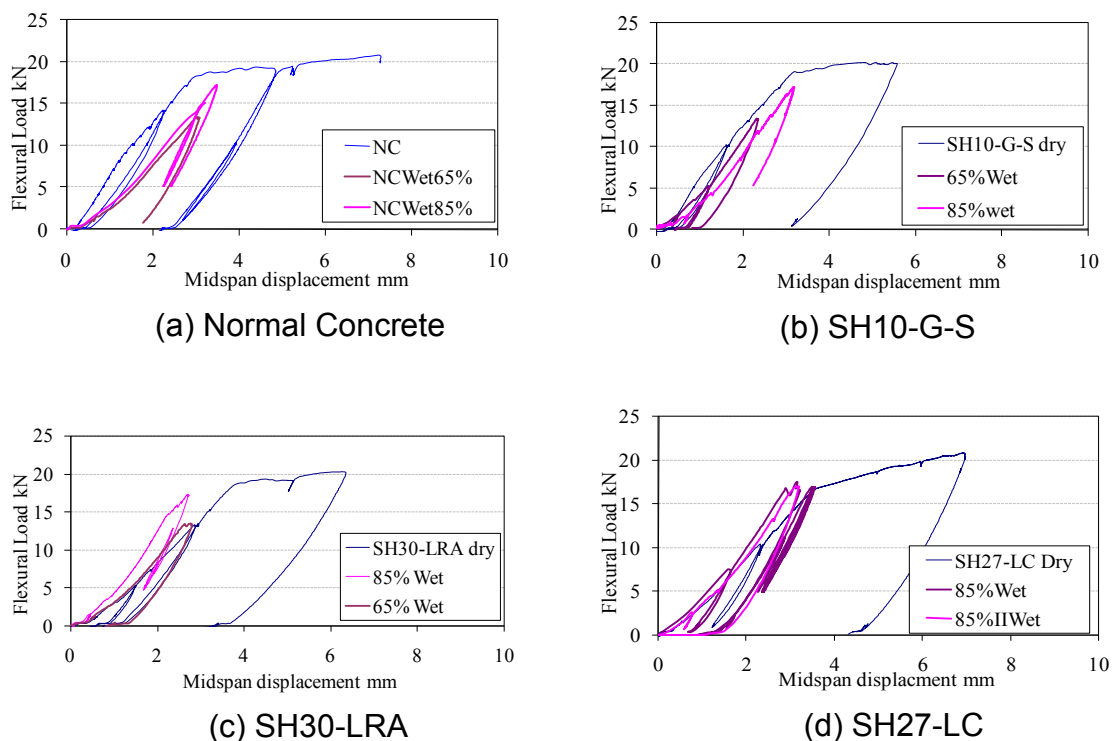 25
20
15
10
5
0
Flexural Load kN
NC
NCWet65%
NCWet85%
0 2 4 6 8 10
Midspan displacement mm
(a) Normal Concrete
25
20
15
10
5
0
Flexural Load kN
SH10-G-S dry
65%Wet
85%wet
0 2 4 6 8 10
Midspan displacement mm
(b) SH10-G-S
25
20
15
10
5
0
Flexural Load kN
SH30-LRA dry
85% Wet
65% Wet
0 2 4 6 8 10
Midspan displacement mm
(c) SH30-LRA
25
20
15
10
5
0
Flexural Load kN
SH27-LC Dry
85%Wet
85%IIWet
0 2 4 6 8 10
Midspan displacment mm
(d) SH27-LC